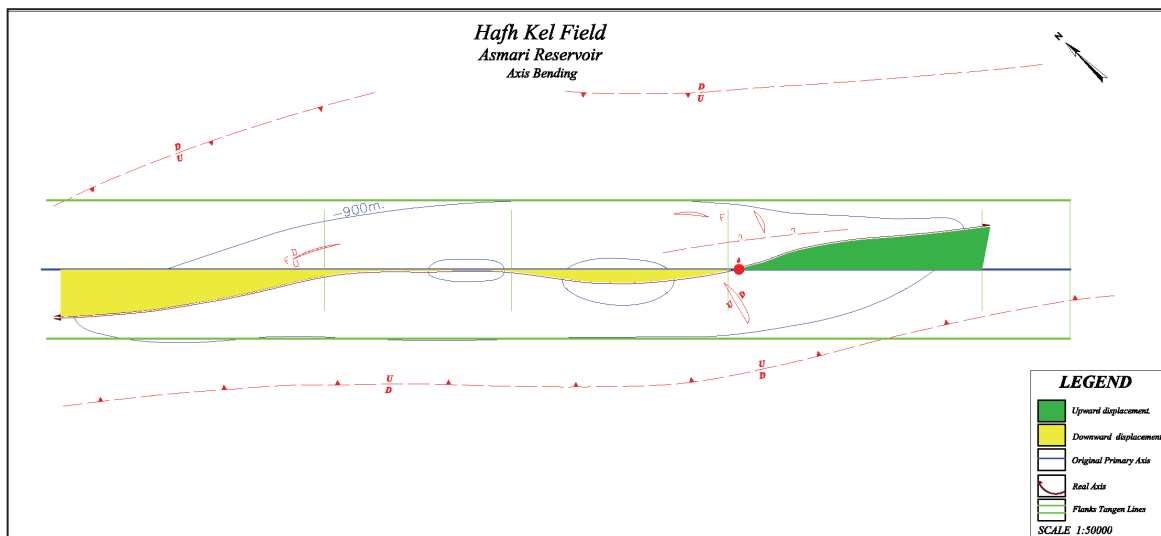 Hafh Kel Field
Asmari Reservoir
Axis Bending
N
D
U
D
U
-900m.
F
? ?
F D
U
U D
U
D
U
D
LEGEND
Upward displacement.
Downward displacement
Original Primary Axis
Real Axis
Flanks Tangen Lines
SCALE 1:50000